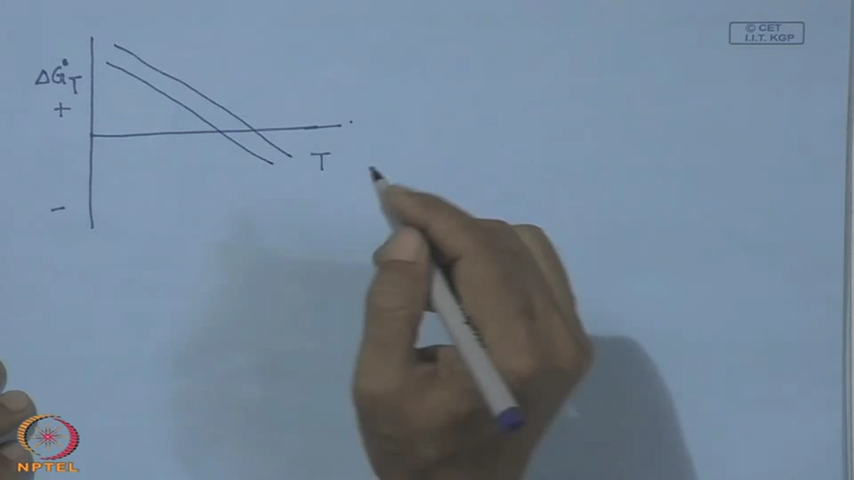 © CET
I.I.T. KGP
ΔG°T
+
T
-
NPTEL